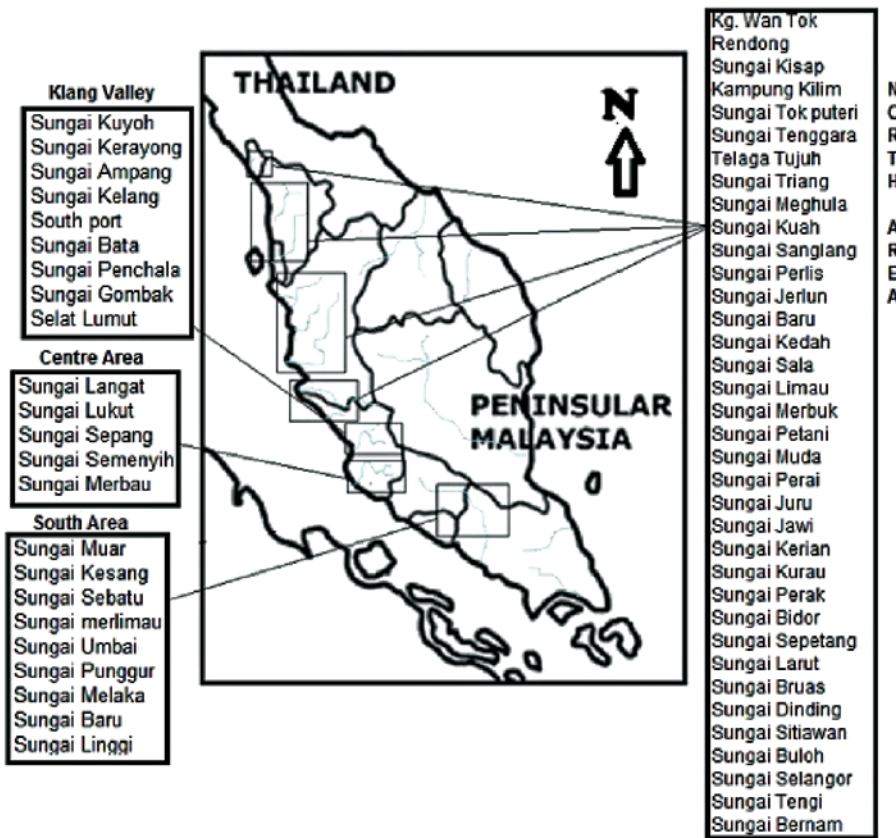 Klang Valley
Sungai Kuyoh
Sungai Kerayong
Sungai Ampang
Sungai Kelang
South port
Sungai Bata
Sungai Penchala
Sungai Gombak
Selat Lumut
Centre Area
Sungai Langat
Sungai Lukut
Sungai Sepang
Sungai Semenyih
Sungai Merbau
South Area
Sungai Muar
Sungai Kesang
Sungai Sebatu
Sungai merlimau
Sungai Umbai
Sungai Punggur
Sungai Melaka
Sungai Baru
Sungai Linggi
THAILAND
N
PENINSULAR
MALAYSIA
Kg. Wan Tok
Rendong
Sungai Kisap
Kampung Kilim
Sungai Tok puteri
Sungai Tenggara
Telaga Tujuh
Sungai Triang
Sungai Meghula
Sungai Kuah
Sungai Sanglang
Sungai Perlis
Sungai Jerlun
Sungai Baru
Sungai Kedah
Sungai Sala
Sungai Limau
Sungai Merbuk
Sungai Petani
Sungai Muda
Sungai Perai
Sungai Juru
Sungai Jawi
Sungai Kerian
Sungai Kurau
Sungai Perak
Sungai Bidor
Sungai Sepetang
Sungai Larut
Sungai Bruas
Sungai Dinding
Sungai Sitiawan
Sungai Buloh
Sungai Selangor
Sungai Tengi
Sungai Bernam